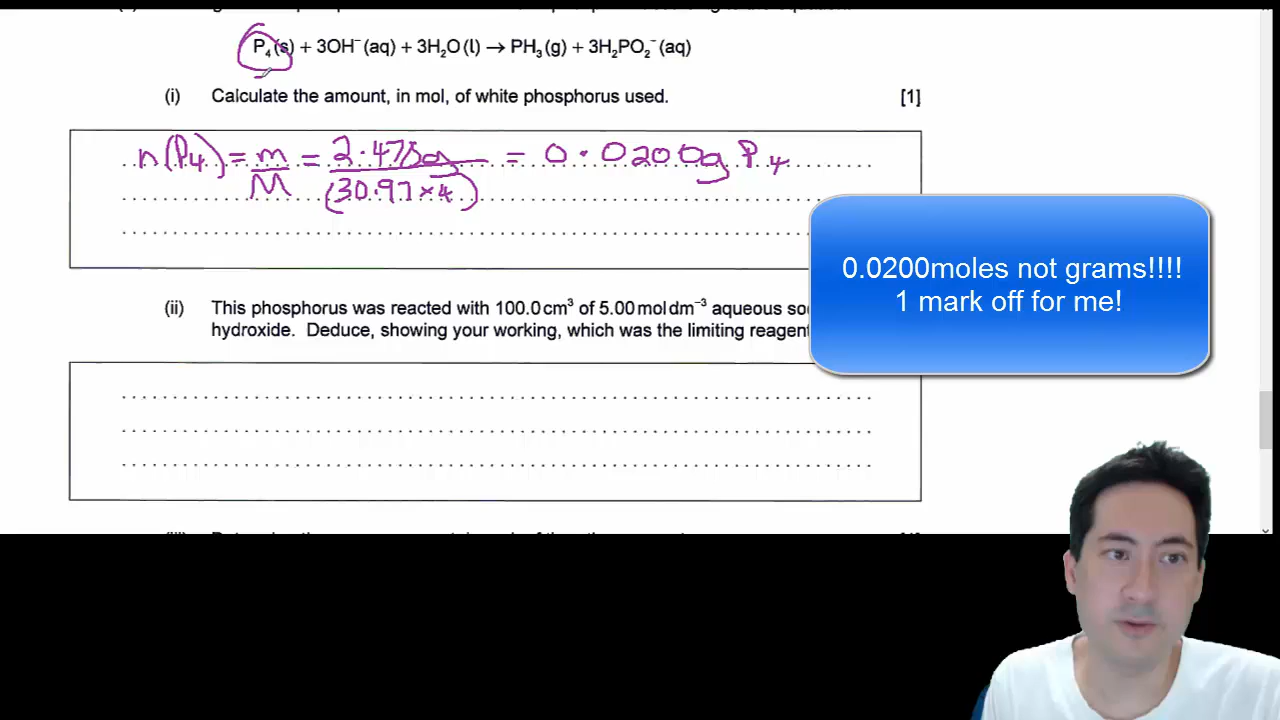 P₄(s) + 3OH⁻(aq) + 3H₂O(l) → PH₃(g) + 3H₂PO₂⁻(aq)
(i) Calculate the amount, in mol, of white phosphorus used. [1]
n(P₄) = m/M = 2.478g/(30.97×4) = 0.0200g P₄
(ii) This phosphorus was reacted with 100.0 cm³ of 5.00 mol dm⁻³ aqueous so
hydroxide. Deduce, showing your working, which was the limiting reagent
0.0200moles not grams!!!!
1 mark off for me!